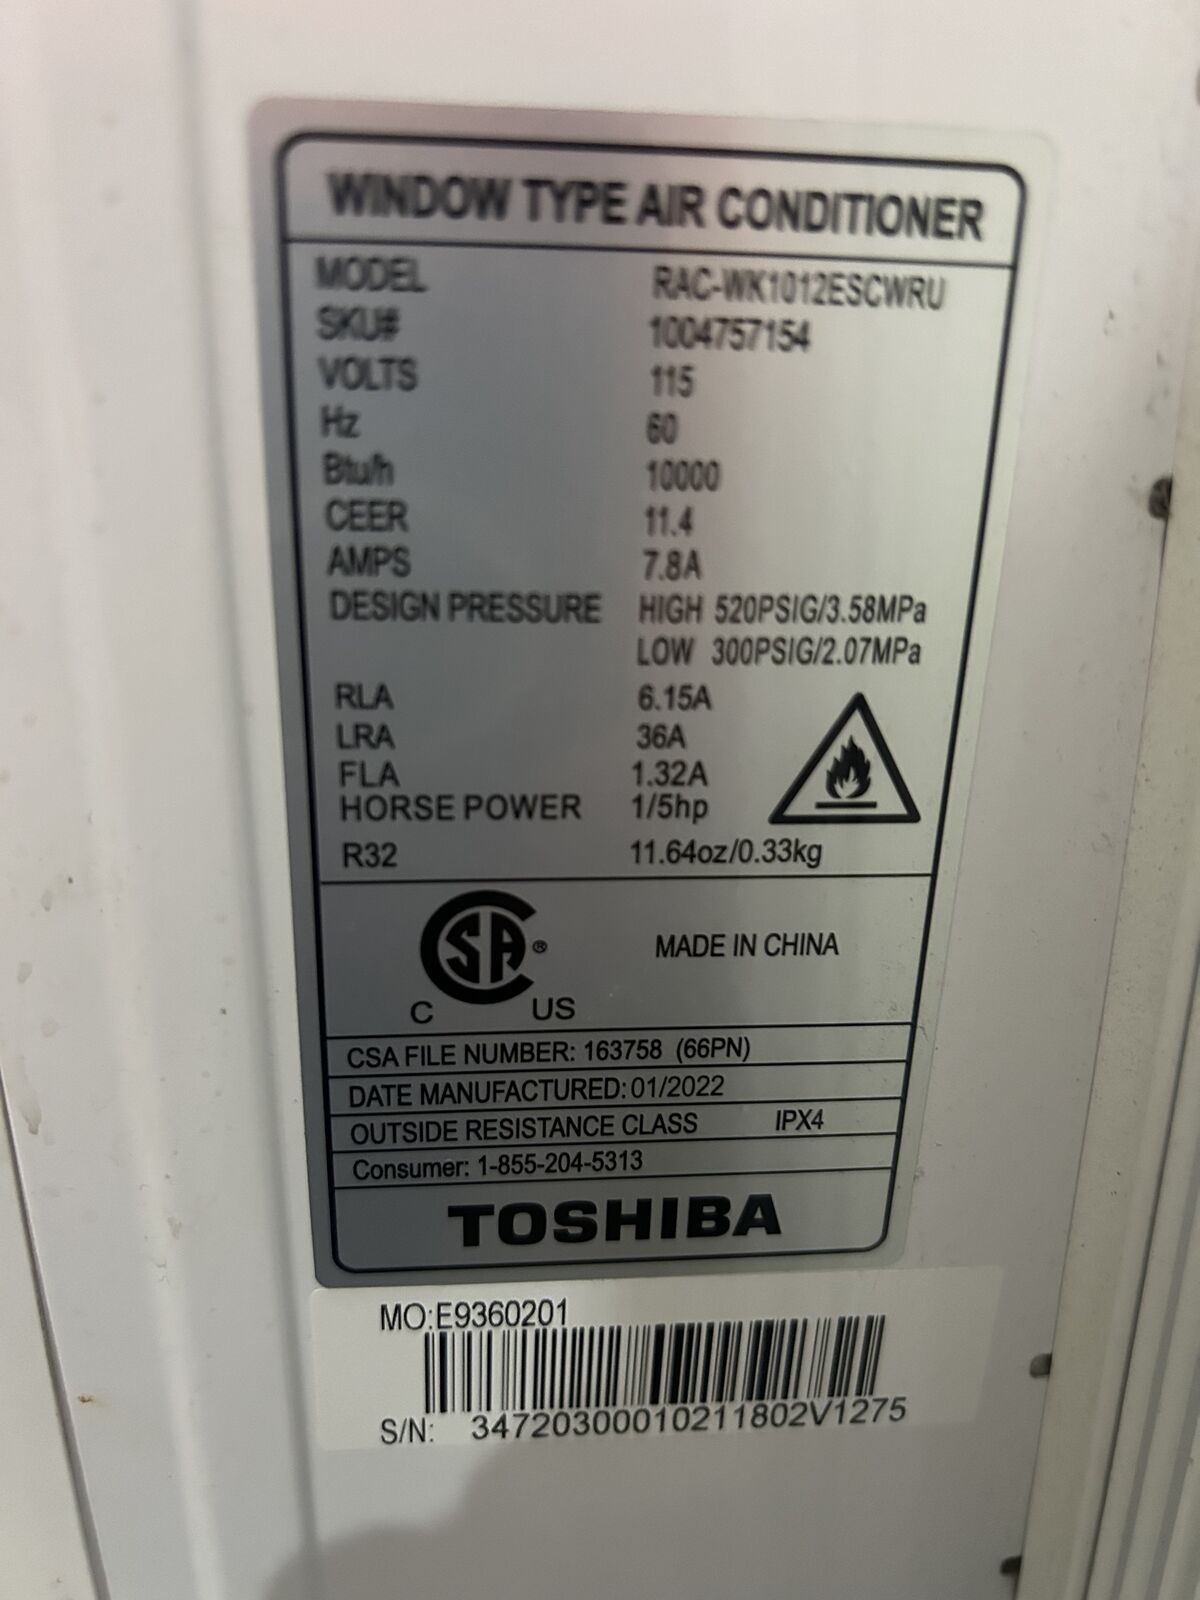 WINDOW TYPE AIR CONDITIONER
MODEL RAC-WK1012ESCWRU
SKU# 1004757154
VOLTS 115
Hz 60
Btu/h 10000
CEER 11.4
AMPS 7.8A
DESIGN PRESSURE HIGH 520PSIG/3.58MPa
LOW 300PSIG/2.07MPa
RLA 6.15A
LRA 36A
FLA 1.32A
HORSE POWER 1/5hp
R32 11.64oz/0.33kg
SA ®
C US
MADE IN CHINA
CSA FILE NUMBER: 163758 (66PN)
DATE MANUFACTURED: 01/2022
OUTSIDE RESISTANCE CLASS IPX4
Consumer: 1-855-204-5313
TOSHIBA
MO:E9360201
S/N: 34720300010211802V1275